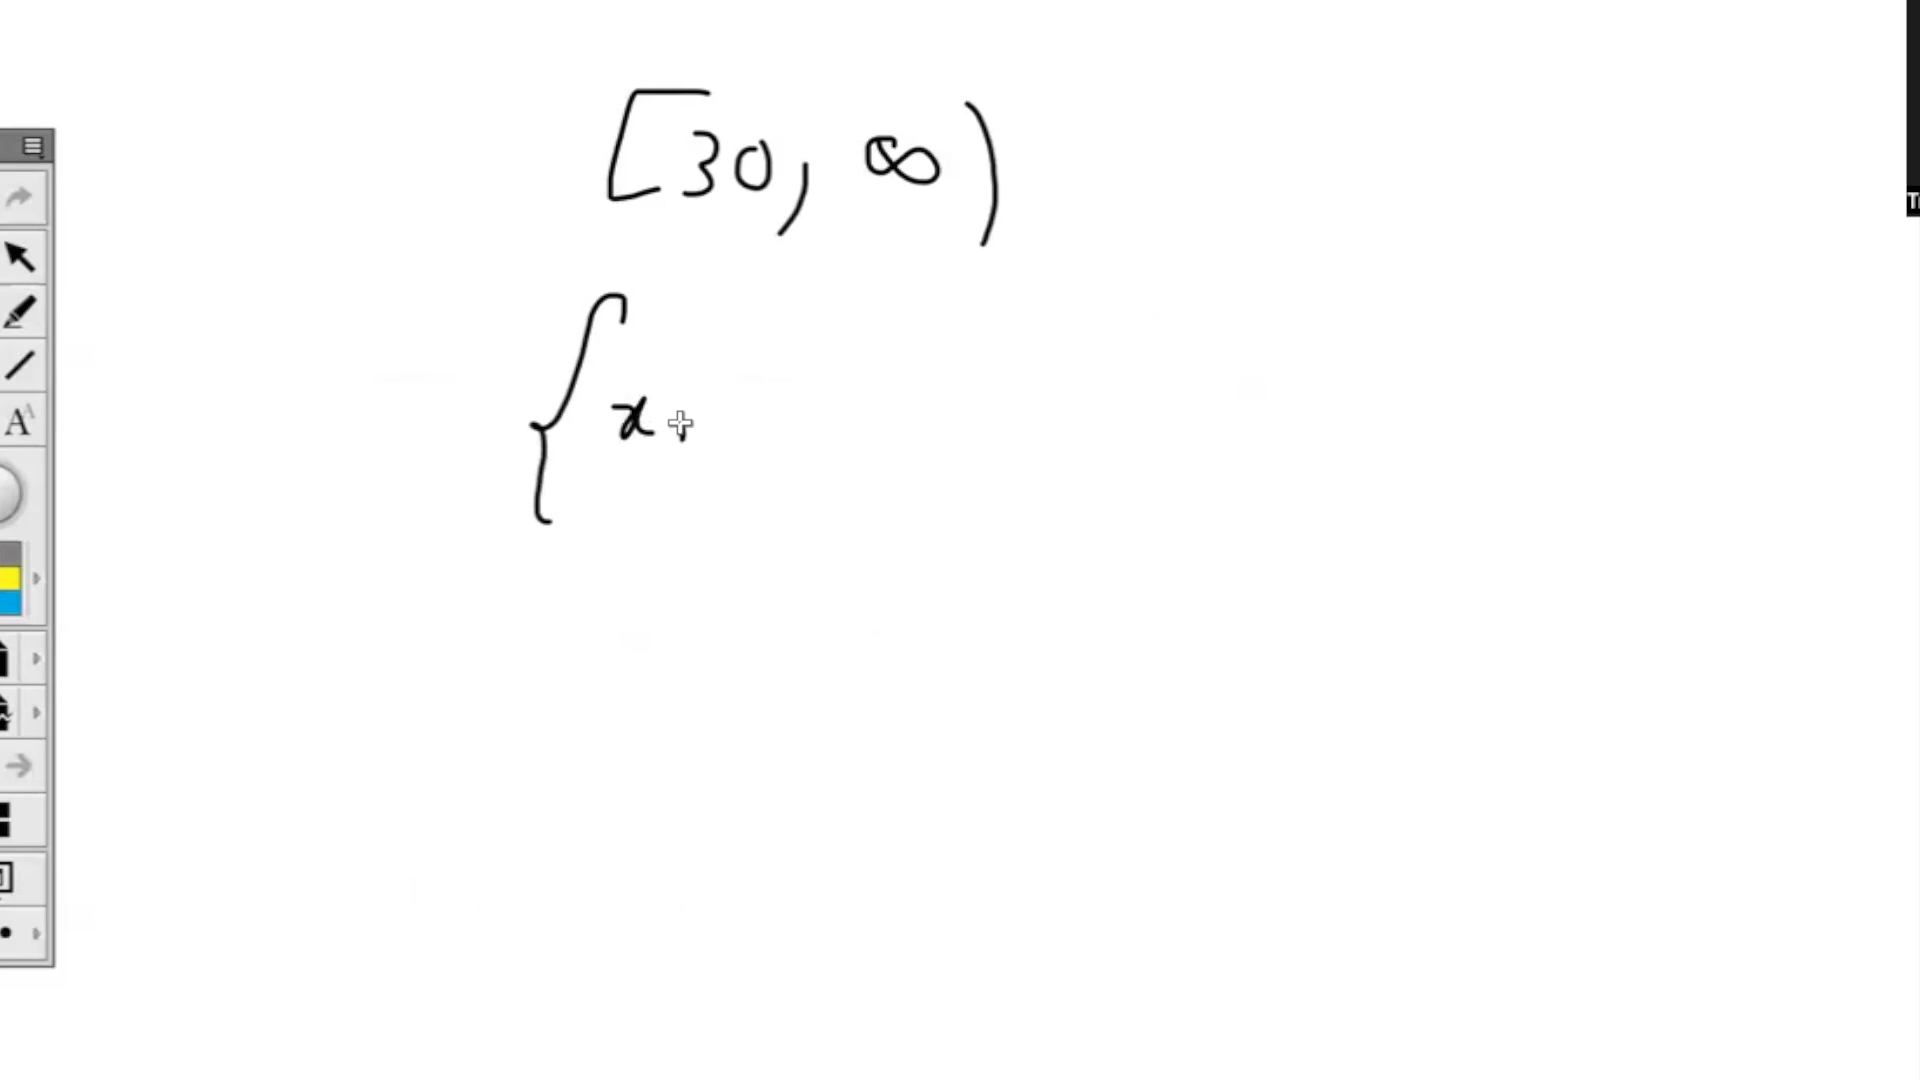 [30, ∞)
{ x
A A